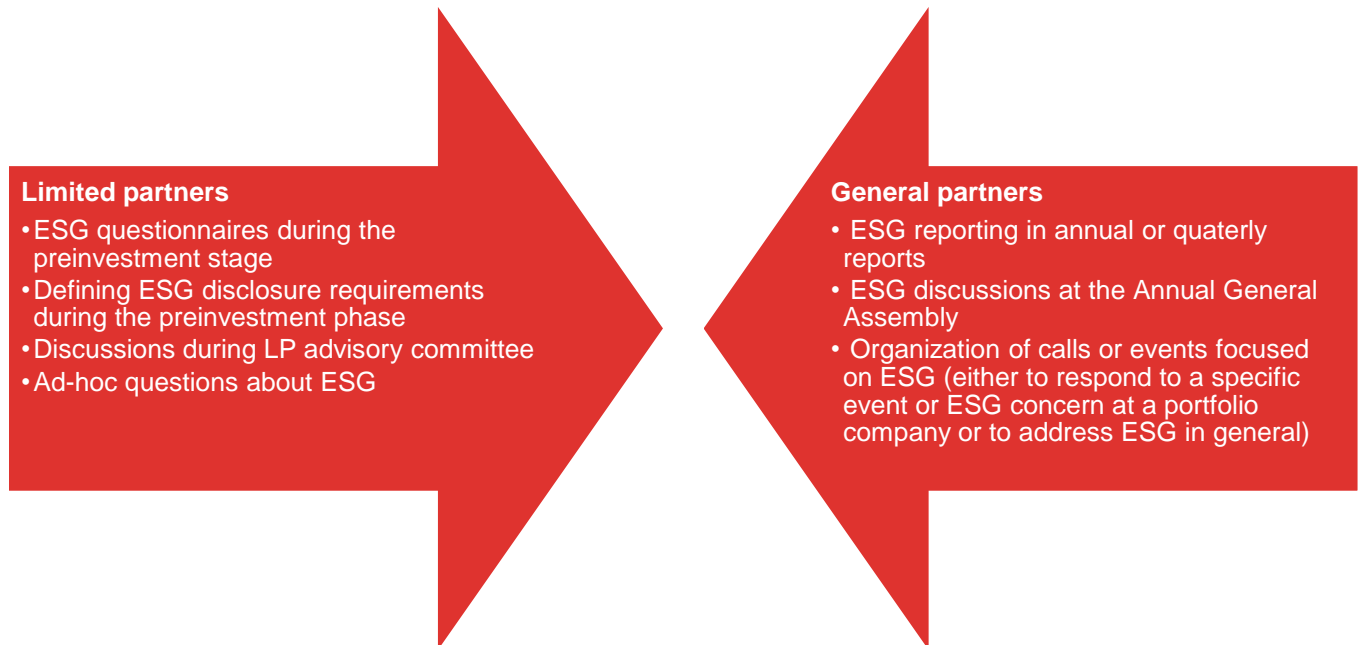 Limited partners
•ESG questionnaires during the
preinvestment stage
•Defining ESG disclosure requirements
during the preinvestment phase
•Discussions during LP advisory committee
•Ad-hoc questions about ESG
General partners
• ESG reporting in annual or quaterly
reports
• ESG discussions at the Annual General
Assembly
• Organization of calls or events focused
on ESG (either to respond to a specific
event or ESG concern at a portfolio
company or to address ESG in general)